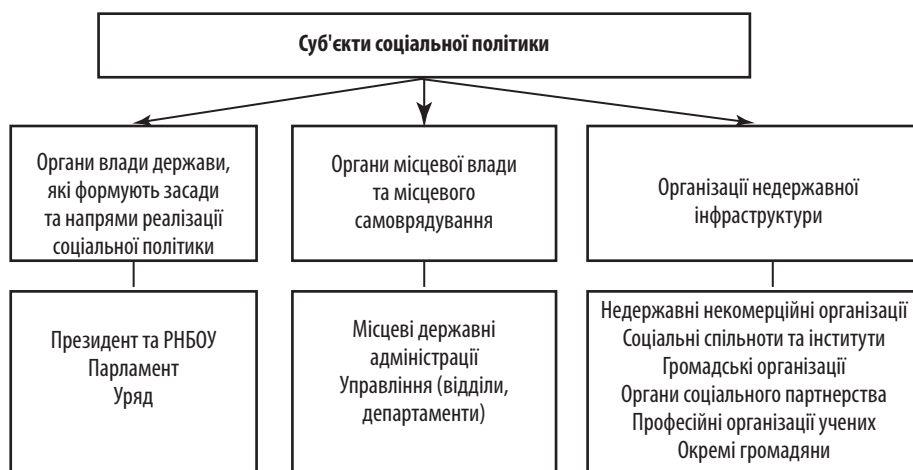 Суб'єкти соціальної політики
Органи влади держави,
які формують засади
та напрями реалізації
соціальної політики
Органи місцевої влади
та місцевого
самоврядування
Організації недержавної
інфраструктури
Президент та РНБОУ
Парламент
Уряд
Місцеві державні
адміністрації
Управління (відділи,
департаменти)
Недержавні некомерційні організації
Соціальні спільноти та інститути
Громадські організації
Органи соціального партнерства
Професійні організації учених
Окремі громадяни